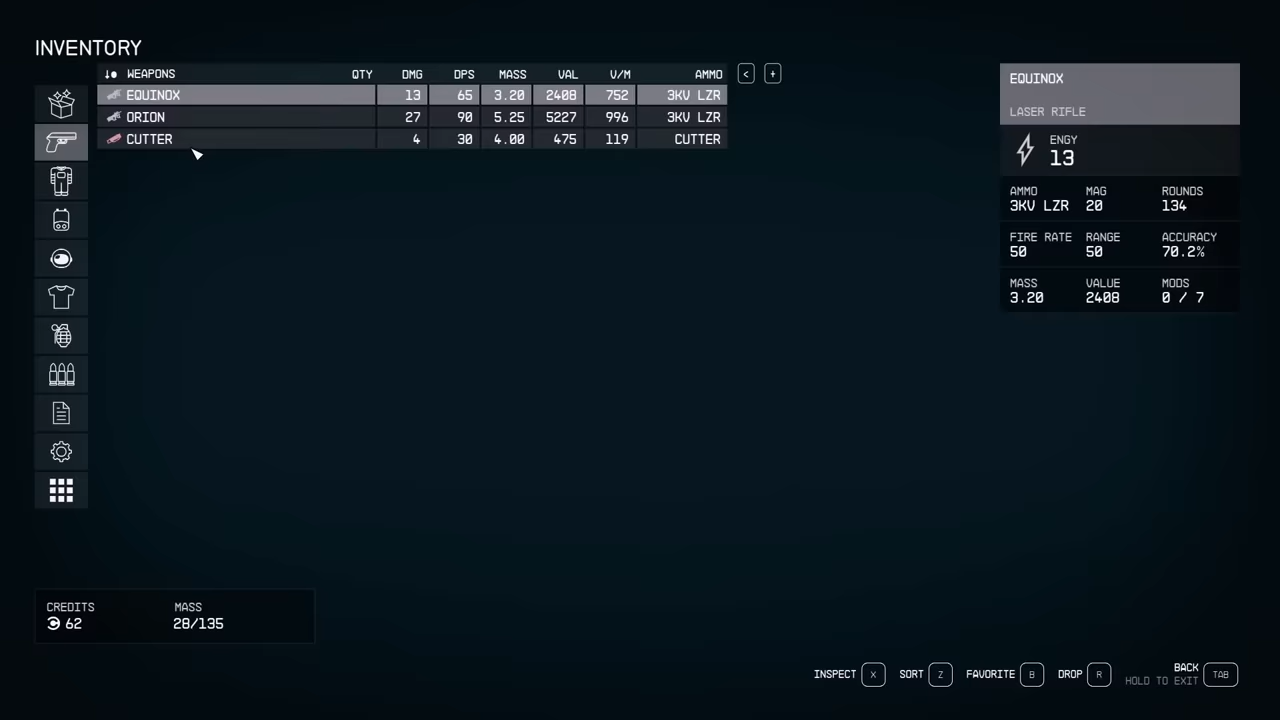 INVENTORY
WEAPONS QTY DMG DPS MASS VAL V/M AMMO < +
EQUINOX 13 65 3.20 2408 752 3KV LZR
ORION 27 90 5.25 5227 996 3KV LZR
CUTTER 4 30 4.00 475 119 CUTTER
EQUINOX
LASER RIFLE
ENGY
13
AMMO MAG ROUNDS
3KV LZR 20 134
FIRE RATE RANGE ACCURACY
50 50 70.2%
MASS VALUE MODS
3.20 2408 0 / 7
CREDITS MASS
62 28/135
INSPECT X SORT Z FAVORITE B DROP R BACK TAB
HOLD TO EXIT